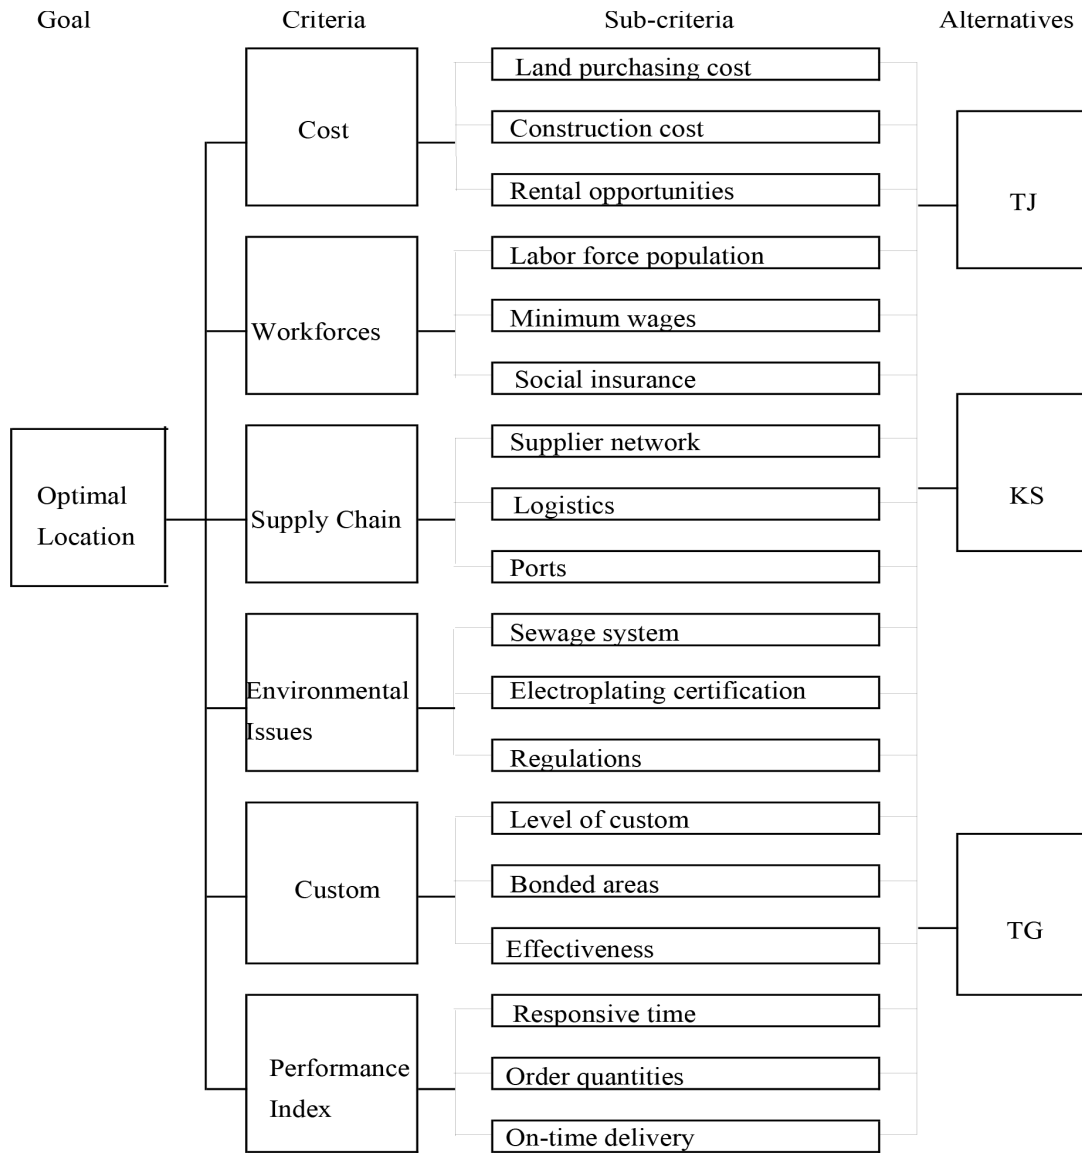 Goal
Criteria
Sub-criteria
Alternatives
Optimal
Location
Cost
Land purchasing cost
Construction cost
Rental opportunities
Workforces
Labor force population
Minimum wages
Social insurance
Supply Chain
Supplier network
Logistics
Ports
Environmental
Issues
Sewage system
Electroplating certification
Regulations
Custom
Level of custom
Bonded areas
Effectiveness
Performance
Index
Responsive time
Order quantities
On-time delivery
TJ
KS
TG